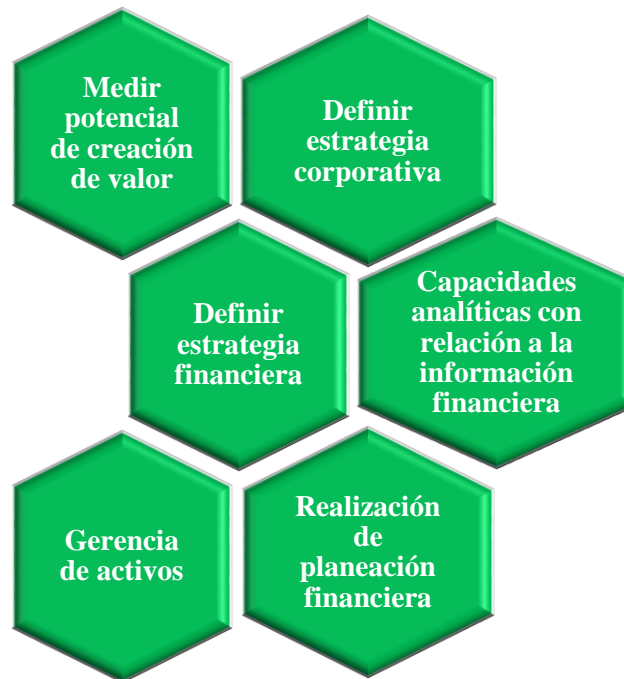 Medir
potencial
de creación
de valor
Definir
estrategia
corporativa
Definir
estrategia
financiera
Capacidades
analíticas con
relación a la
información
financiera
Gerencia
de activos
Realización
de
planeación
financiera